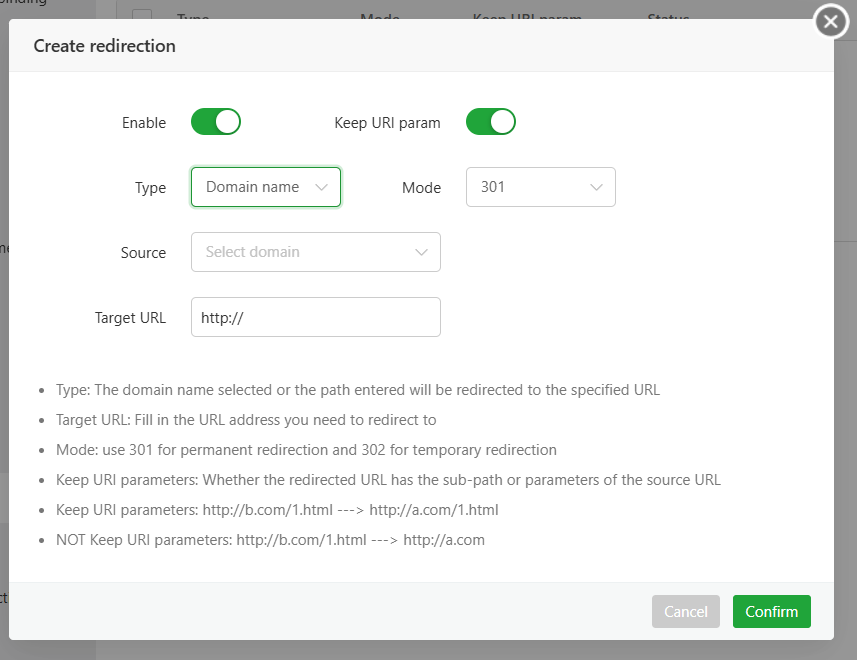 Create redirection
Enable
Keep URI param
Type
Domain name
Mode
301
Source
Select domain
Target URL
http://
Type: The domain name selected or the path entered will be redirected to the specified URL
Target URL: Fill in the URL address you need to redirect to
Mode: use 301 for permanent redirection and 302 for temporary redirection
Keep URI parameters: Whether the redirected URL has the sub-path or parameters of the source URL
Keep URI parameters: http://b.com/1.html ---> http://a.com/1.html
NOT Keep URI parameters: http://b.com/1.html ---> http://a.com
Cancel
Confirm